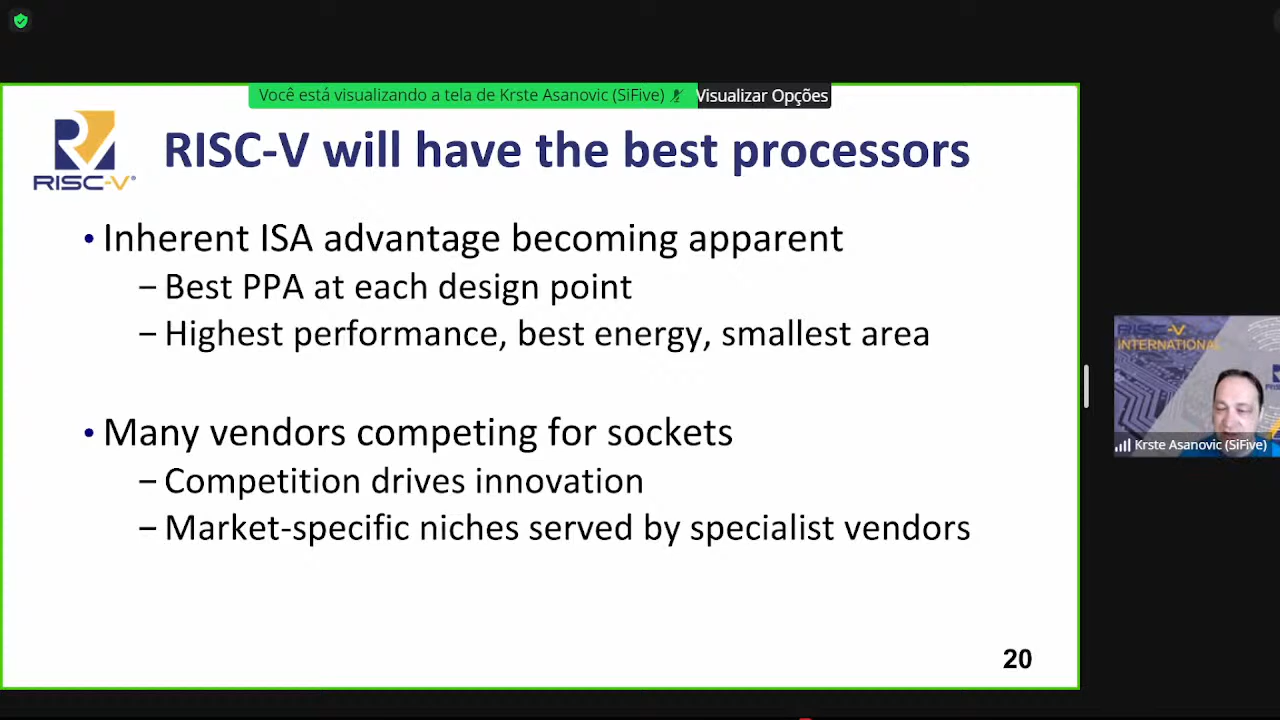 Você está visualizando a tela de Krste Asanovic (SiFive) Visualizar Opções
RISC-V®
RISC-V will have the best processors
• Inherent ISA advantage becoming apparent
– Best PPA at each design point
– Highest performance, best energy, smallest area
• Many vendors competing for sockets
– Competition drives innovation
– Market-specific niches served by specialist vendors
20
RISC-V
INTERNATIONAL
Krste Asanovic (SiFive)